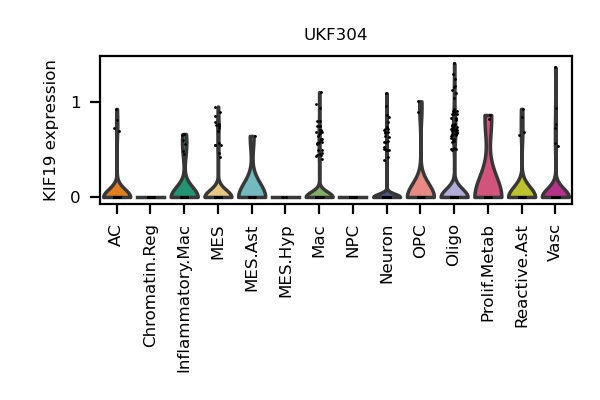 UKF304
KIF19 expression
1
0
AC
Chromatin.Reg
Inflammatory.Mac
MES
MES.Ast
MES.Hyp
Mac
NPC
Neuron
OPC
Oligo
Prolif.Metab
Reactive.Ast
Vasc